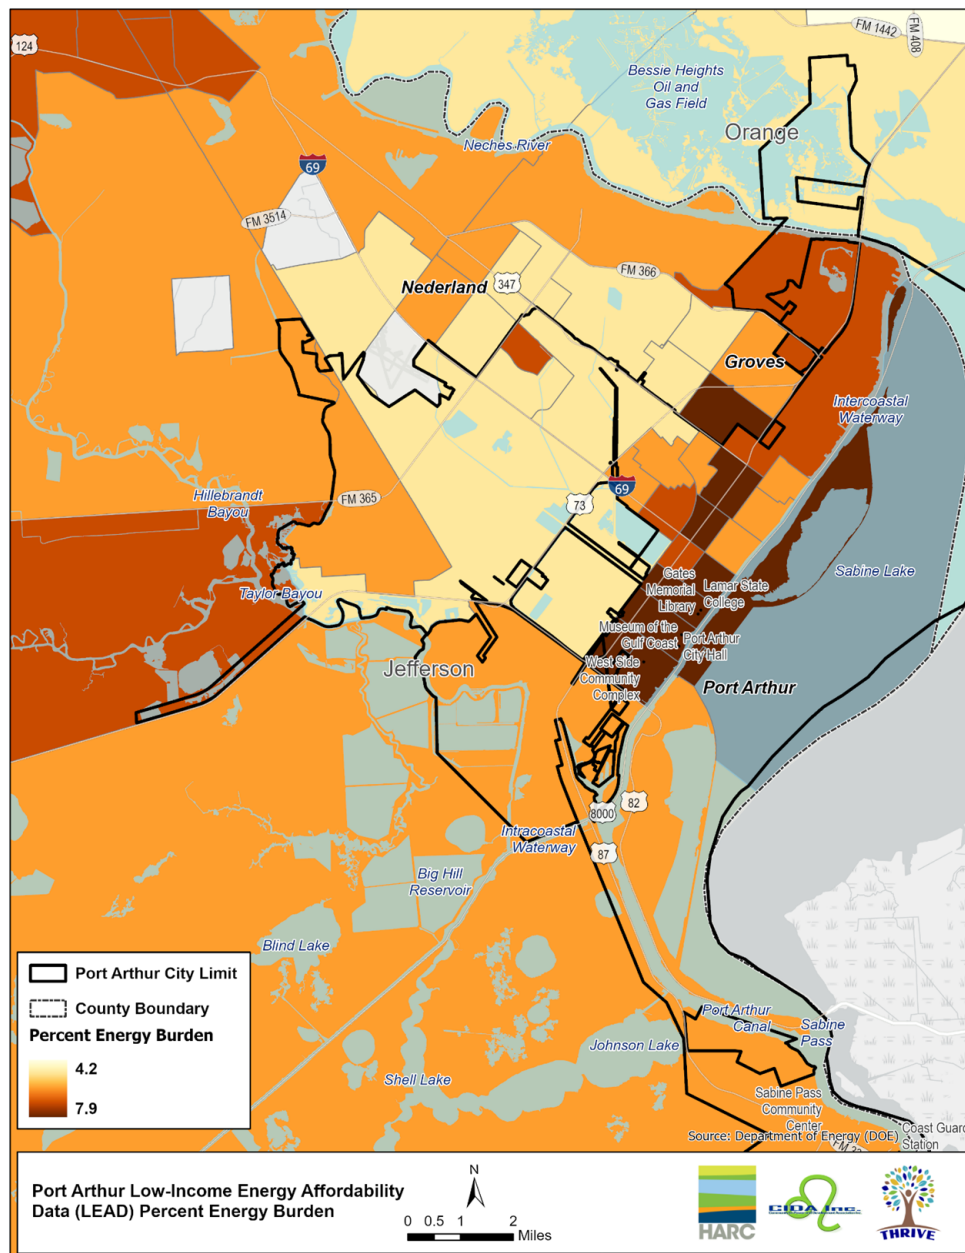 124
FM 1442
FM 408
Bessie Heights
Oil and
Gas Field
Orange
Neches River
69
FM 3514
Nederland
347
FM 366
Groves
Intercoastal
Waterway
Hillebrandt
Bayou
FM 365
69
73
Taylor Bayou
Sabine Lake
Gates
Memorial
Library
Lamar State
College
Museum of the
Gulf Coast
Port Arthur
City Hall
West Side
Community
Complex
Jefferson
Port Arthur
82
8000
Intracoastal
Waterway
87
Big Hill
Reservoir
Blind Lake
Port Arthur City Limit
County Boundary
Percent Energy Burden
4.2
7.9
Port Arthur
Canal
Sabine
Pass
Johnson Lake
Shell Lake
Sabine Pass
Community
Center
Coast Guard
Station
Source: Department of Energy (DOE)
Port Arthur Low-Income Energy Affordability
Data (LEAD) Percent Energy Burden
N
0 0.5 1 2
Miles
HARC
CIDA Inc.
THRIVE